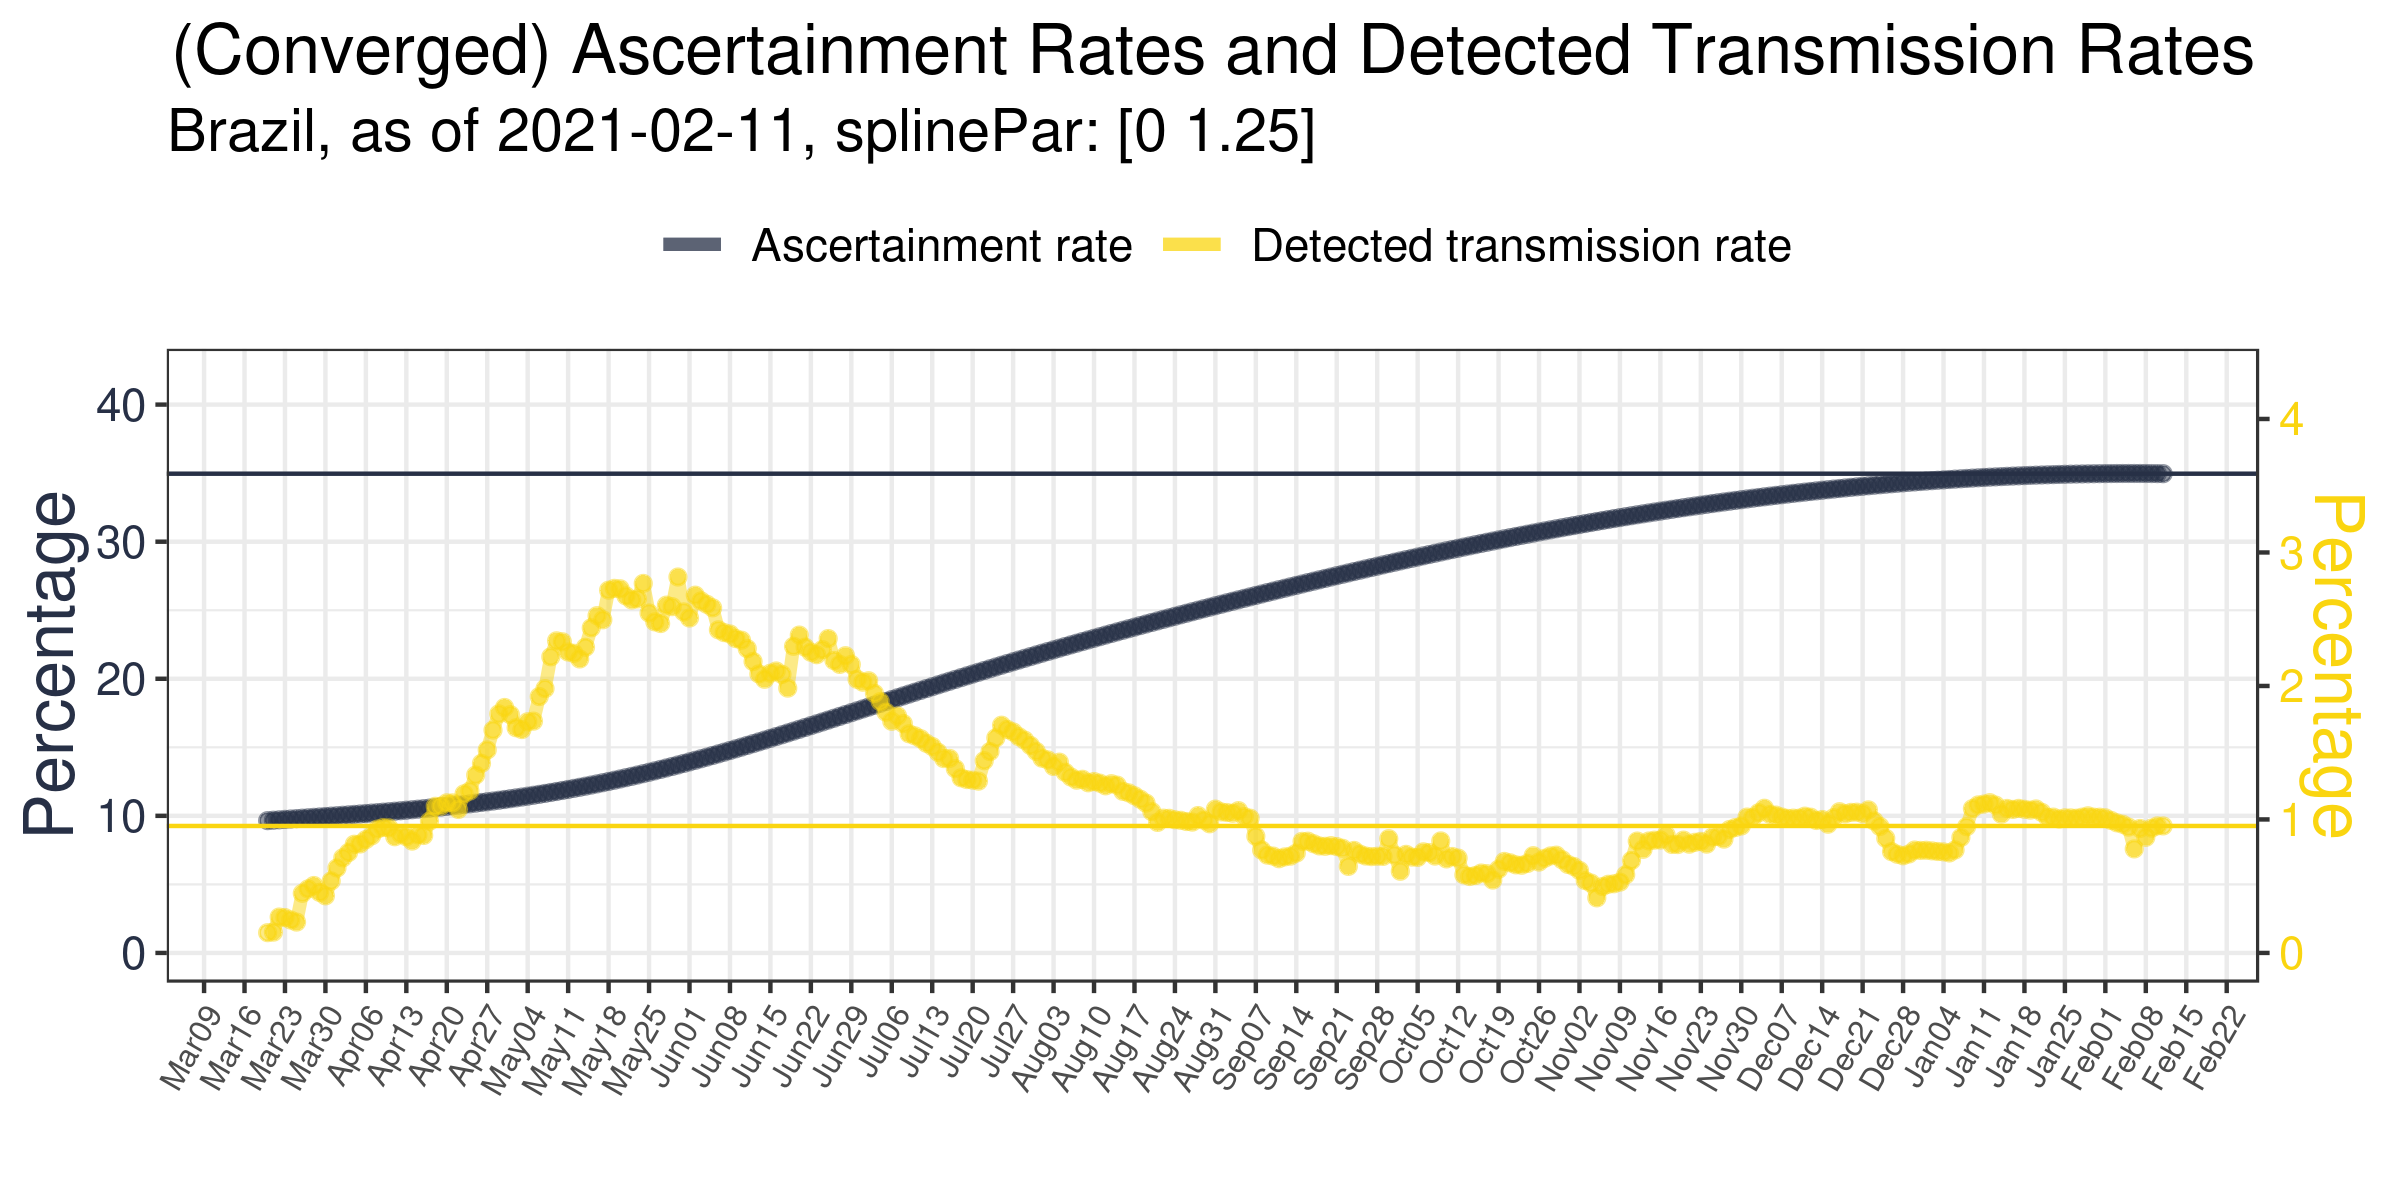 (Converged) Ascertainment Rates and Detected Transmission Rates
Brazil, as of 2021-02-11, splinePar: [0 1.25]
Ascertainment rate
Detected transmission rate
Percentage
40
30
20
10
0
4
3
2
1
0
Percentage
Mar09
Mar16
Mar23
Mar30
Apr06
Apr13
Apr20
Apr27
May04
May11
May18
May25
Jun01
Jun08
Jun15
Jun22
Jun29
Jul06
Jul13
Jul20
Jul27
Aug03
Aug10
Aug17
Aug24
Aug31
Sep07
Sep14
Sep21
Sep28
Oct05
Oct12
Oct19
Oct26
Nov02
Nov09
Nov16
Nov23
Nov30
Dec07
Dec14
Dec21
Dec28
Jan04
Jan11
Jan18
Jan25
Feb01
Feb08
Feb15
Feb22